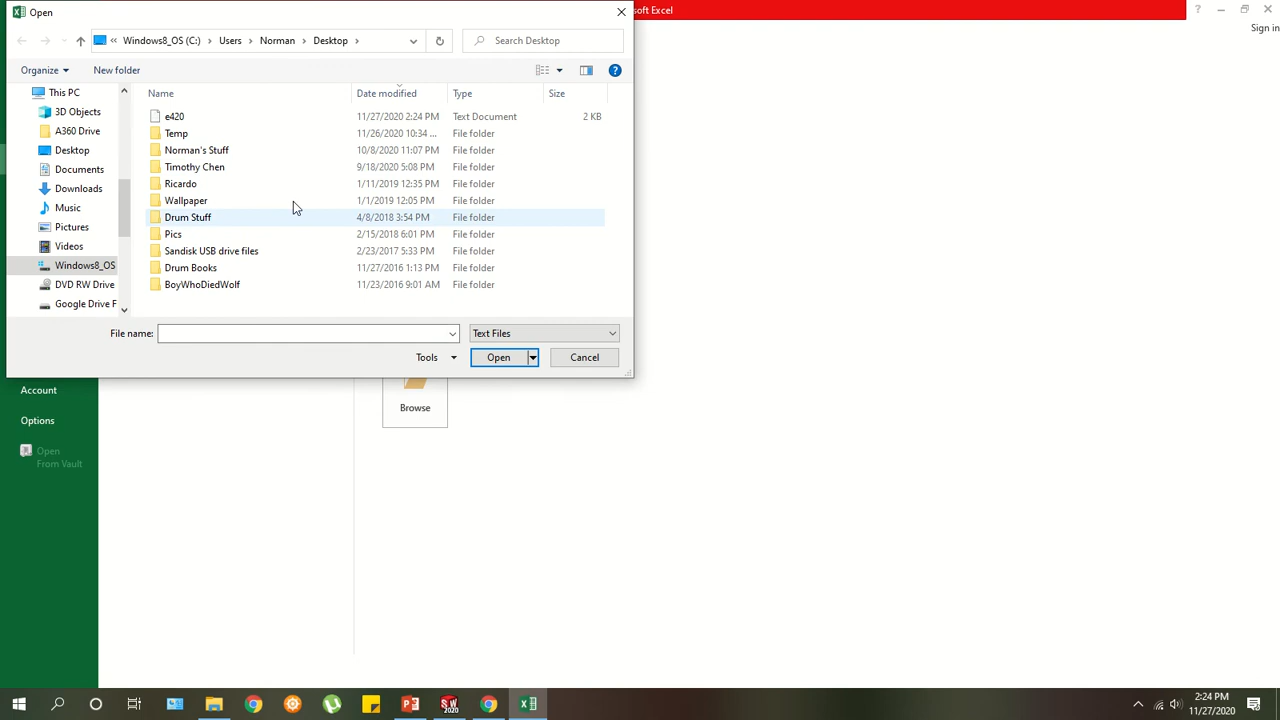 Open
soft Excel
?
Sign in
Windows8_OS (C:) > Users > Norman > Desktop >
Search Desktop
Organize
New folder
This PC
3D Objects
A360 Drive
Desktop
Documents
Downloads
Music
Pictures
Videos
Windows8_OS
DVD RW Drive
Google Drive F
Name Date modified Type Size
e420 11/27/2020 2:24 PM Text Document 2 KB
Temp 11/26/2020 10:34 ... File folder
Norman's Stuff 10/8/2020 11:07 PM File folder
Timothy Chen 9/18/2020 5:08 PM File folder
Ricardo 1/11/2019 12:35 PM File folder
Wallpaper 1/1/2019 12:05 PM File folder
Drum Stuff 4/8/2018 3:54 PM File folder
Pics 2/15/2018 6:01 PM File folder
Sandisk USB drive files 2/23/2017 5:33 PM File folder
Drum Books 11/27/2016 1:13 PM File folder
BoyWhoDiedWolf 11/23/2016 9:01 AM File folder
File name:
Text Files
Tools
Open
Cancel
Browse
Account
Options
Open
From Vault
2:24 PM
11/27/2020